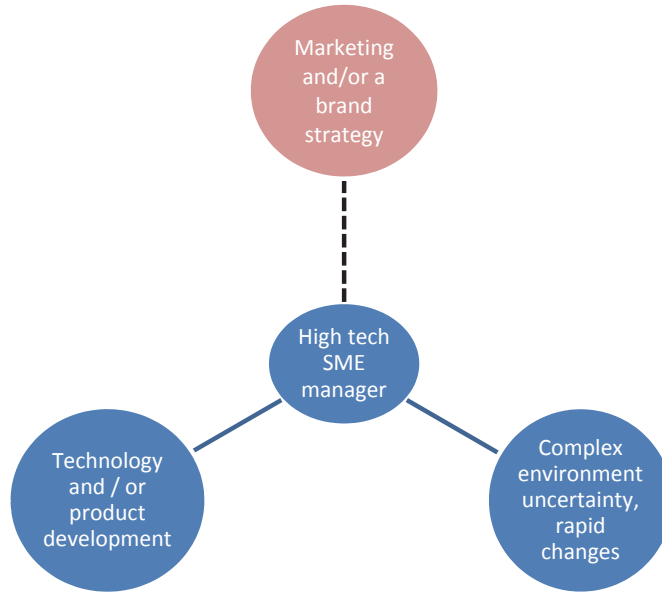 Marketing
and/or a
brand
strategy
High tech
SME
manager
Technology
and / or
product
development
Complex
environment
uncertainty,
rapid
changes